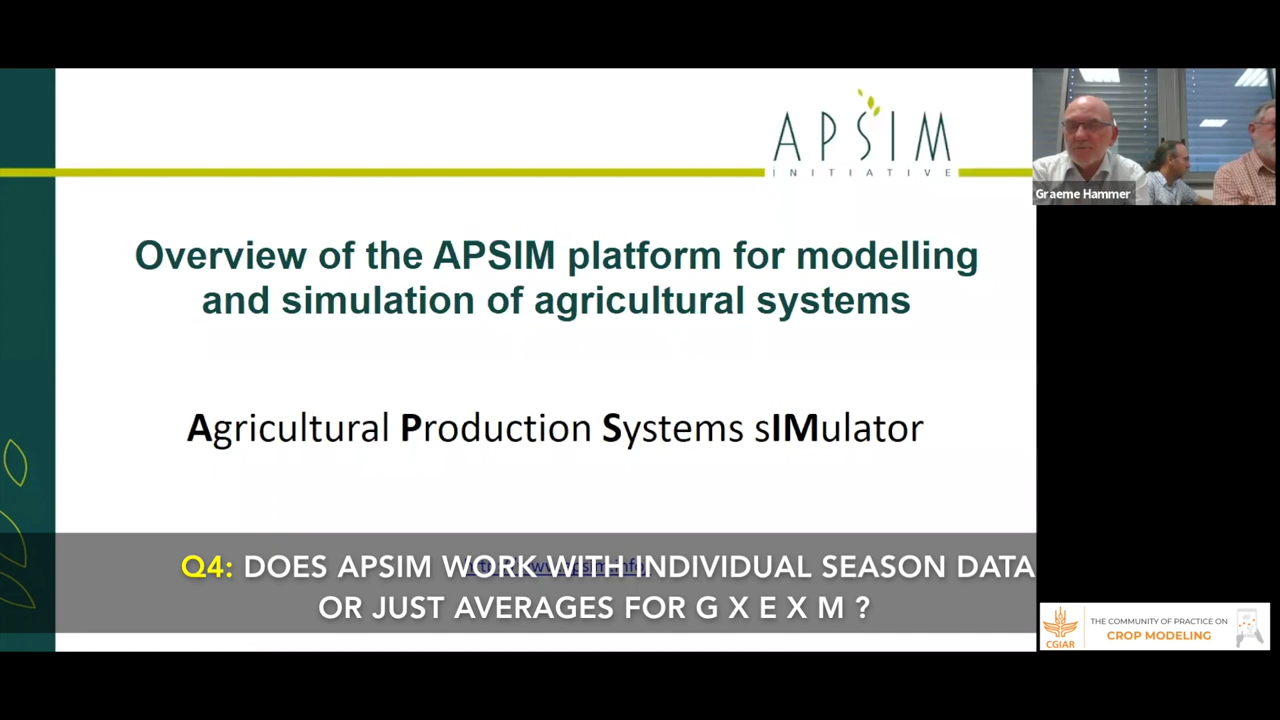 APSIM
INITIATIVE
Graeme Hammer
Overview of the APSIM platform for modelling
and simulation of agricultural systems
Agricultural Production Systems sIMulator
Q4: DOES APSIM WORK WITH INDIVIDUAL SEASON DATA
OR JUST AVERAGES FOR G X E X M ?
THE COMMUNITY OF PRACTICE ON
CROP MODELING
CGIAR